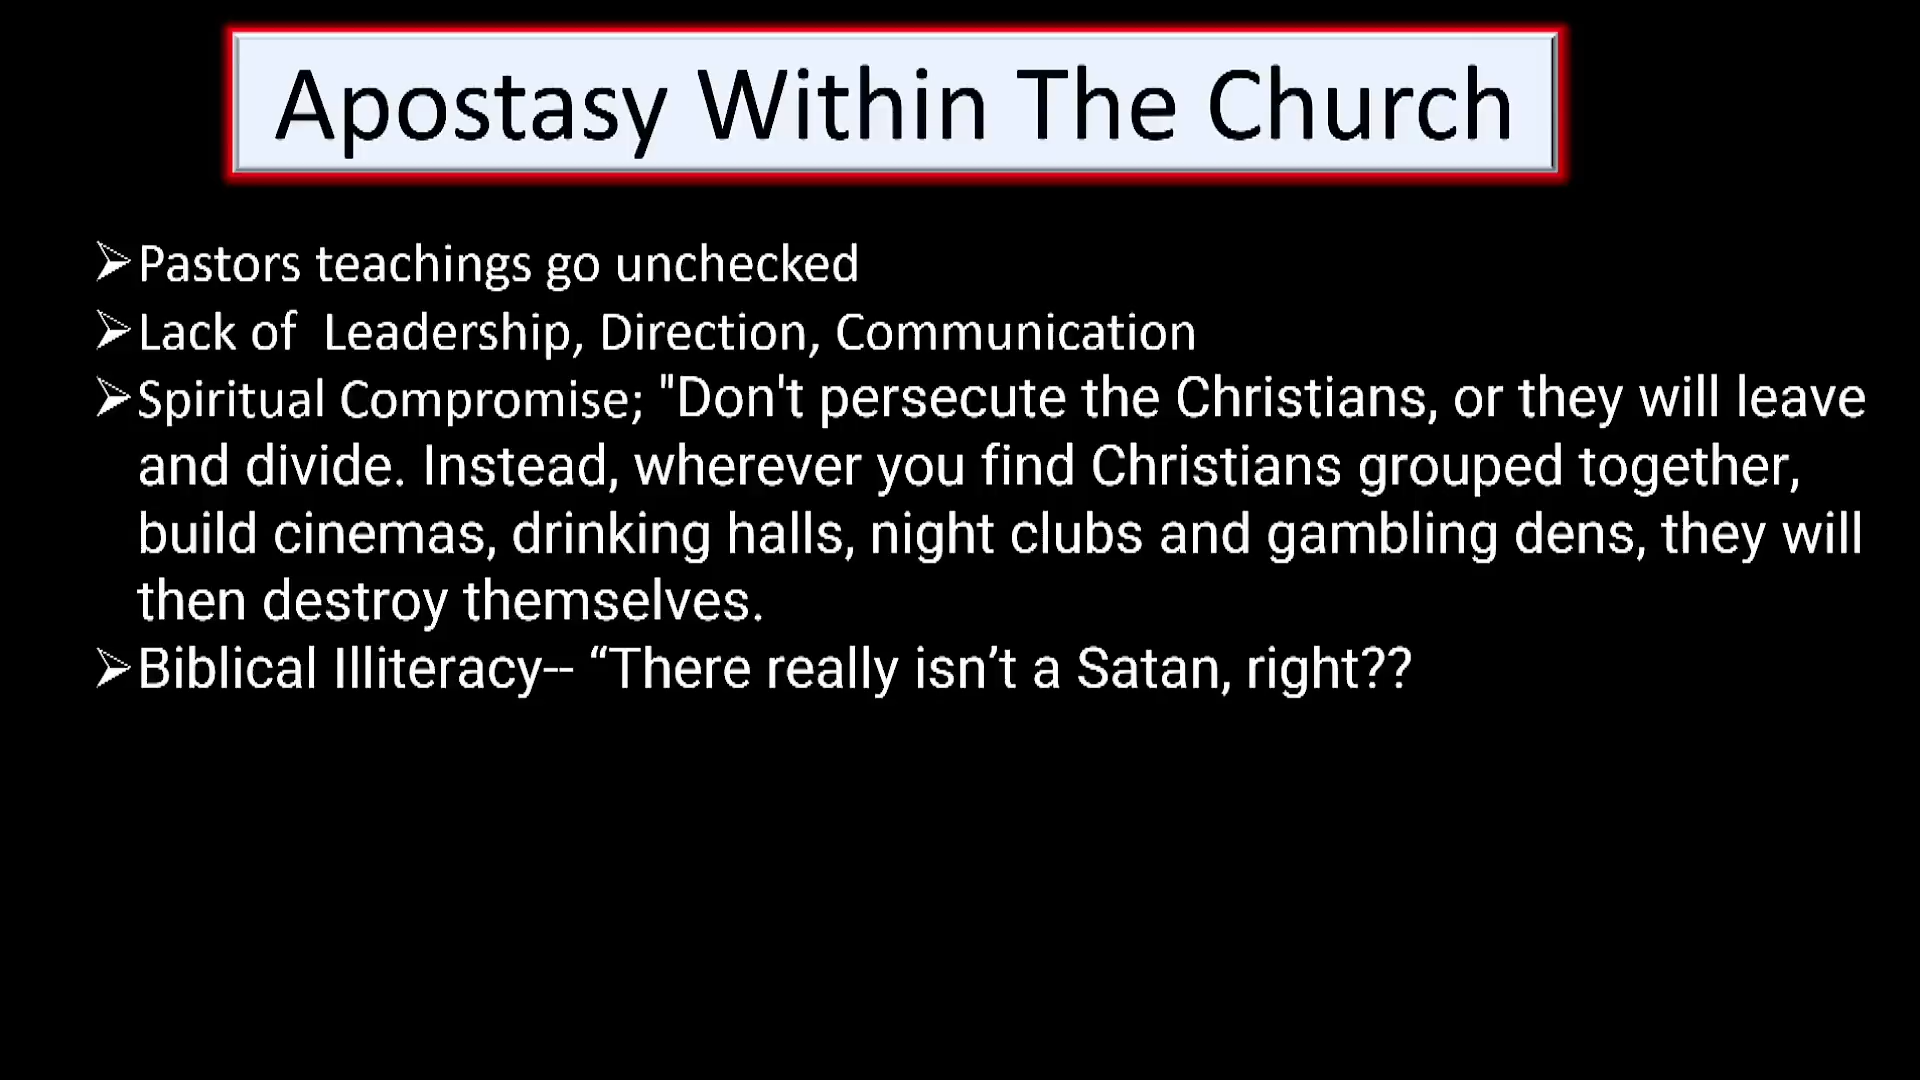 Apostasy Within The Church
➢Pastors teachings go unchecked
➢Lack of  Leadership, Direction, Communication
➢Spiritual Compromise; "Don't persecute the Christians, or they will leave
and divide. Instead, wherever you find Christians grouped together,
build cinemas, drinking halls, night clubs and gambling dens, they will
then destroy themselves.
➢Biblical Illiteracy-- “There really isn’t a Satan, right??